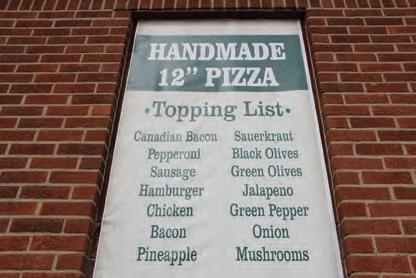 HANDMADE
12” PIZZA
•Topping List•
Canadian Bacon Sauerkraut
Pepperoni Black Olives
Sausage Green Olives
Hamburger Jalapeno
Chicken Green Pepper
Bacon Onion
Pineapple Mushrooms